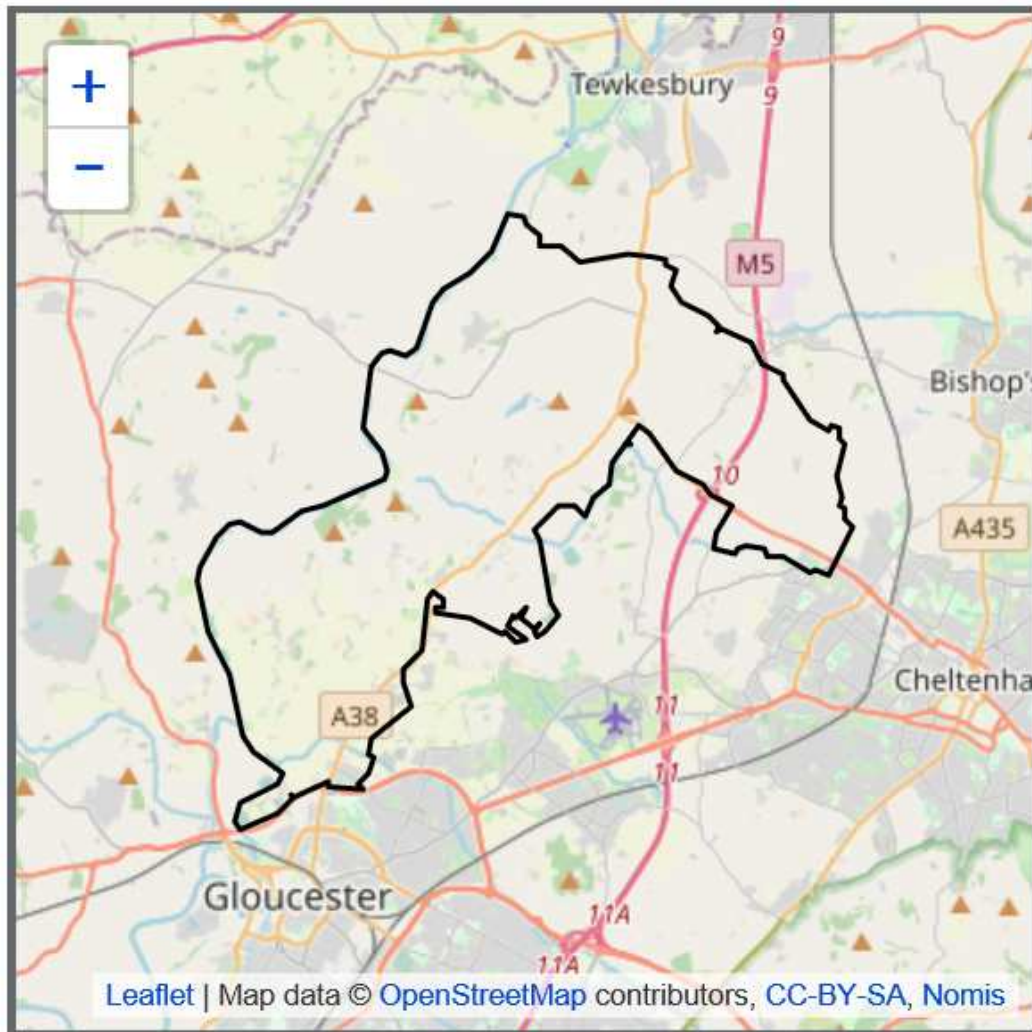 +
−
9
9
Tewkesbury
M5
Bishop's
10
A435
Cheltenha
11
A38
11
Gloucester
11A
11A
Leaflet | Map data © OpenStreetMap contributors, CC-BY-SA, Nomis